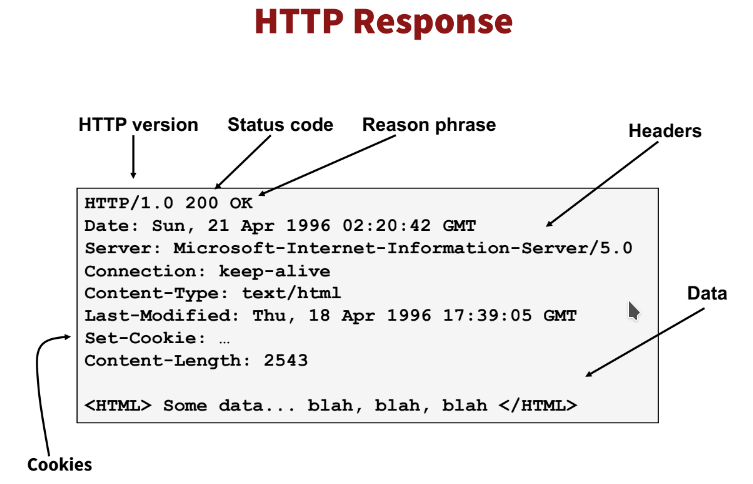 HTTP Response
HTTP version Status code Reason phrase
Headers
HTTP/1.0 200 OK
Date: Sun, 21 Apr 1996 02:20:42 GMT
Server: Microsoft-Internet-Information-Server/5.0
Connection: keep-alive
Content-Type: text/html
Data
Last-Modified: Thu, 18 Apr 1996 17:39:05 GMT
Set-Cookie: …
Content-Length: 2543
<HTML> Some data... blah, blah, blah </HTML>
Cookies